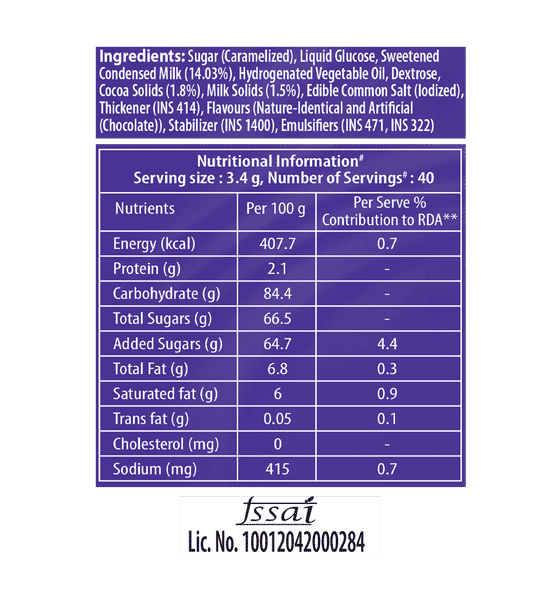 Ingredients: Sugar (Caramelized), Liquid Glucose, Sweetened
Condensed Milk (14.03%), Hydrogenated Vegetable Oil, Dextrose,
Cocoa Solids (1.8%), Milk Solids (1.5%), Edible Common Salt (Iodized),
Thickener (INS 414), Flavours (Nature-Identical and Artificial
(Chocolate)), Stabilizer (INS 1400), Emulsifiers (INS 471, INS 322)
Nutritional Information#
Serving size : 3.4 g, Number of Servings# : 40
Nutrients Per 100 g Per Serve % Contribution to RDA**
Energy (kcal) 407.7 0.7
Protein (g) 2.1 -
Carbohydrate (g) 84.4 -
Total Sugars (g) 66.5 -
Added Sugars (g) 64.7 4.4
Total Fat (g) 6.8 0.3
Saturated fat (g) 6 0.9
Trans fat (g) 0.05 0.1
Cholesterol (mg) 0 -
Sodium (mg) 415 0.7
fssai
Lic. No. 10012042000284